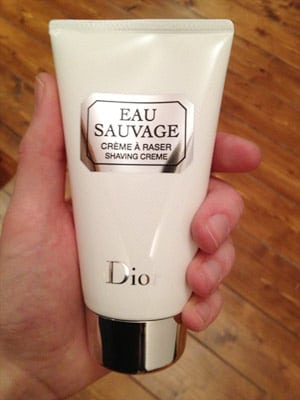 EAU
SAUVAGE
CRÈME À RASER
SHAVING CREME
Dior